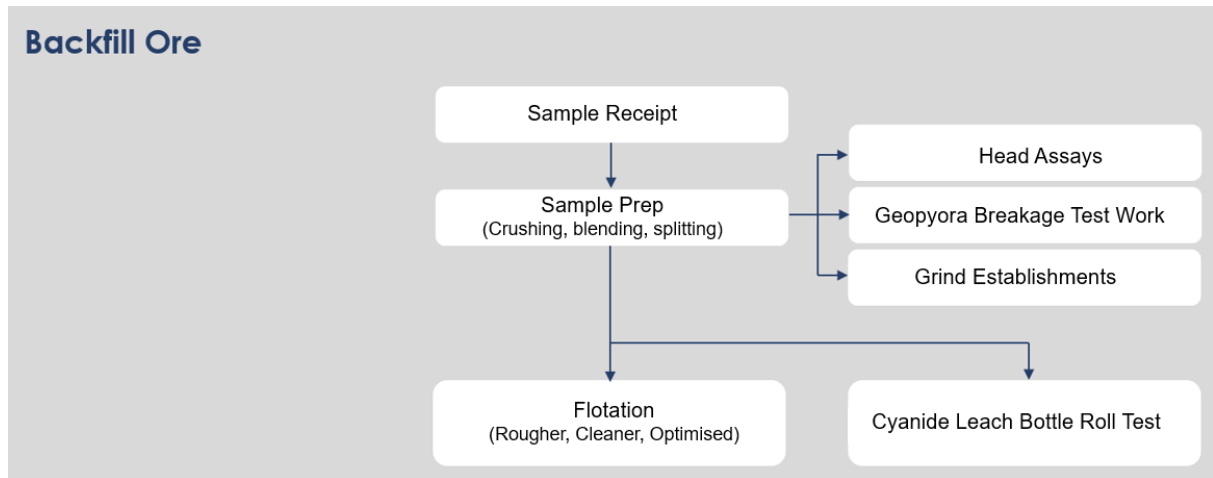 Backfill Ore
Sample Receipt
Head Assays
Sample Prep
(Crushing, blending, splitting)
Geopyora Breakage Test Work
Grind Establishments
Flotation
(Rougher, Cleaner, Optimised)
Cyanide Leach Bottle Roll Test